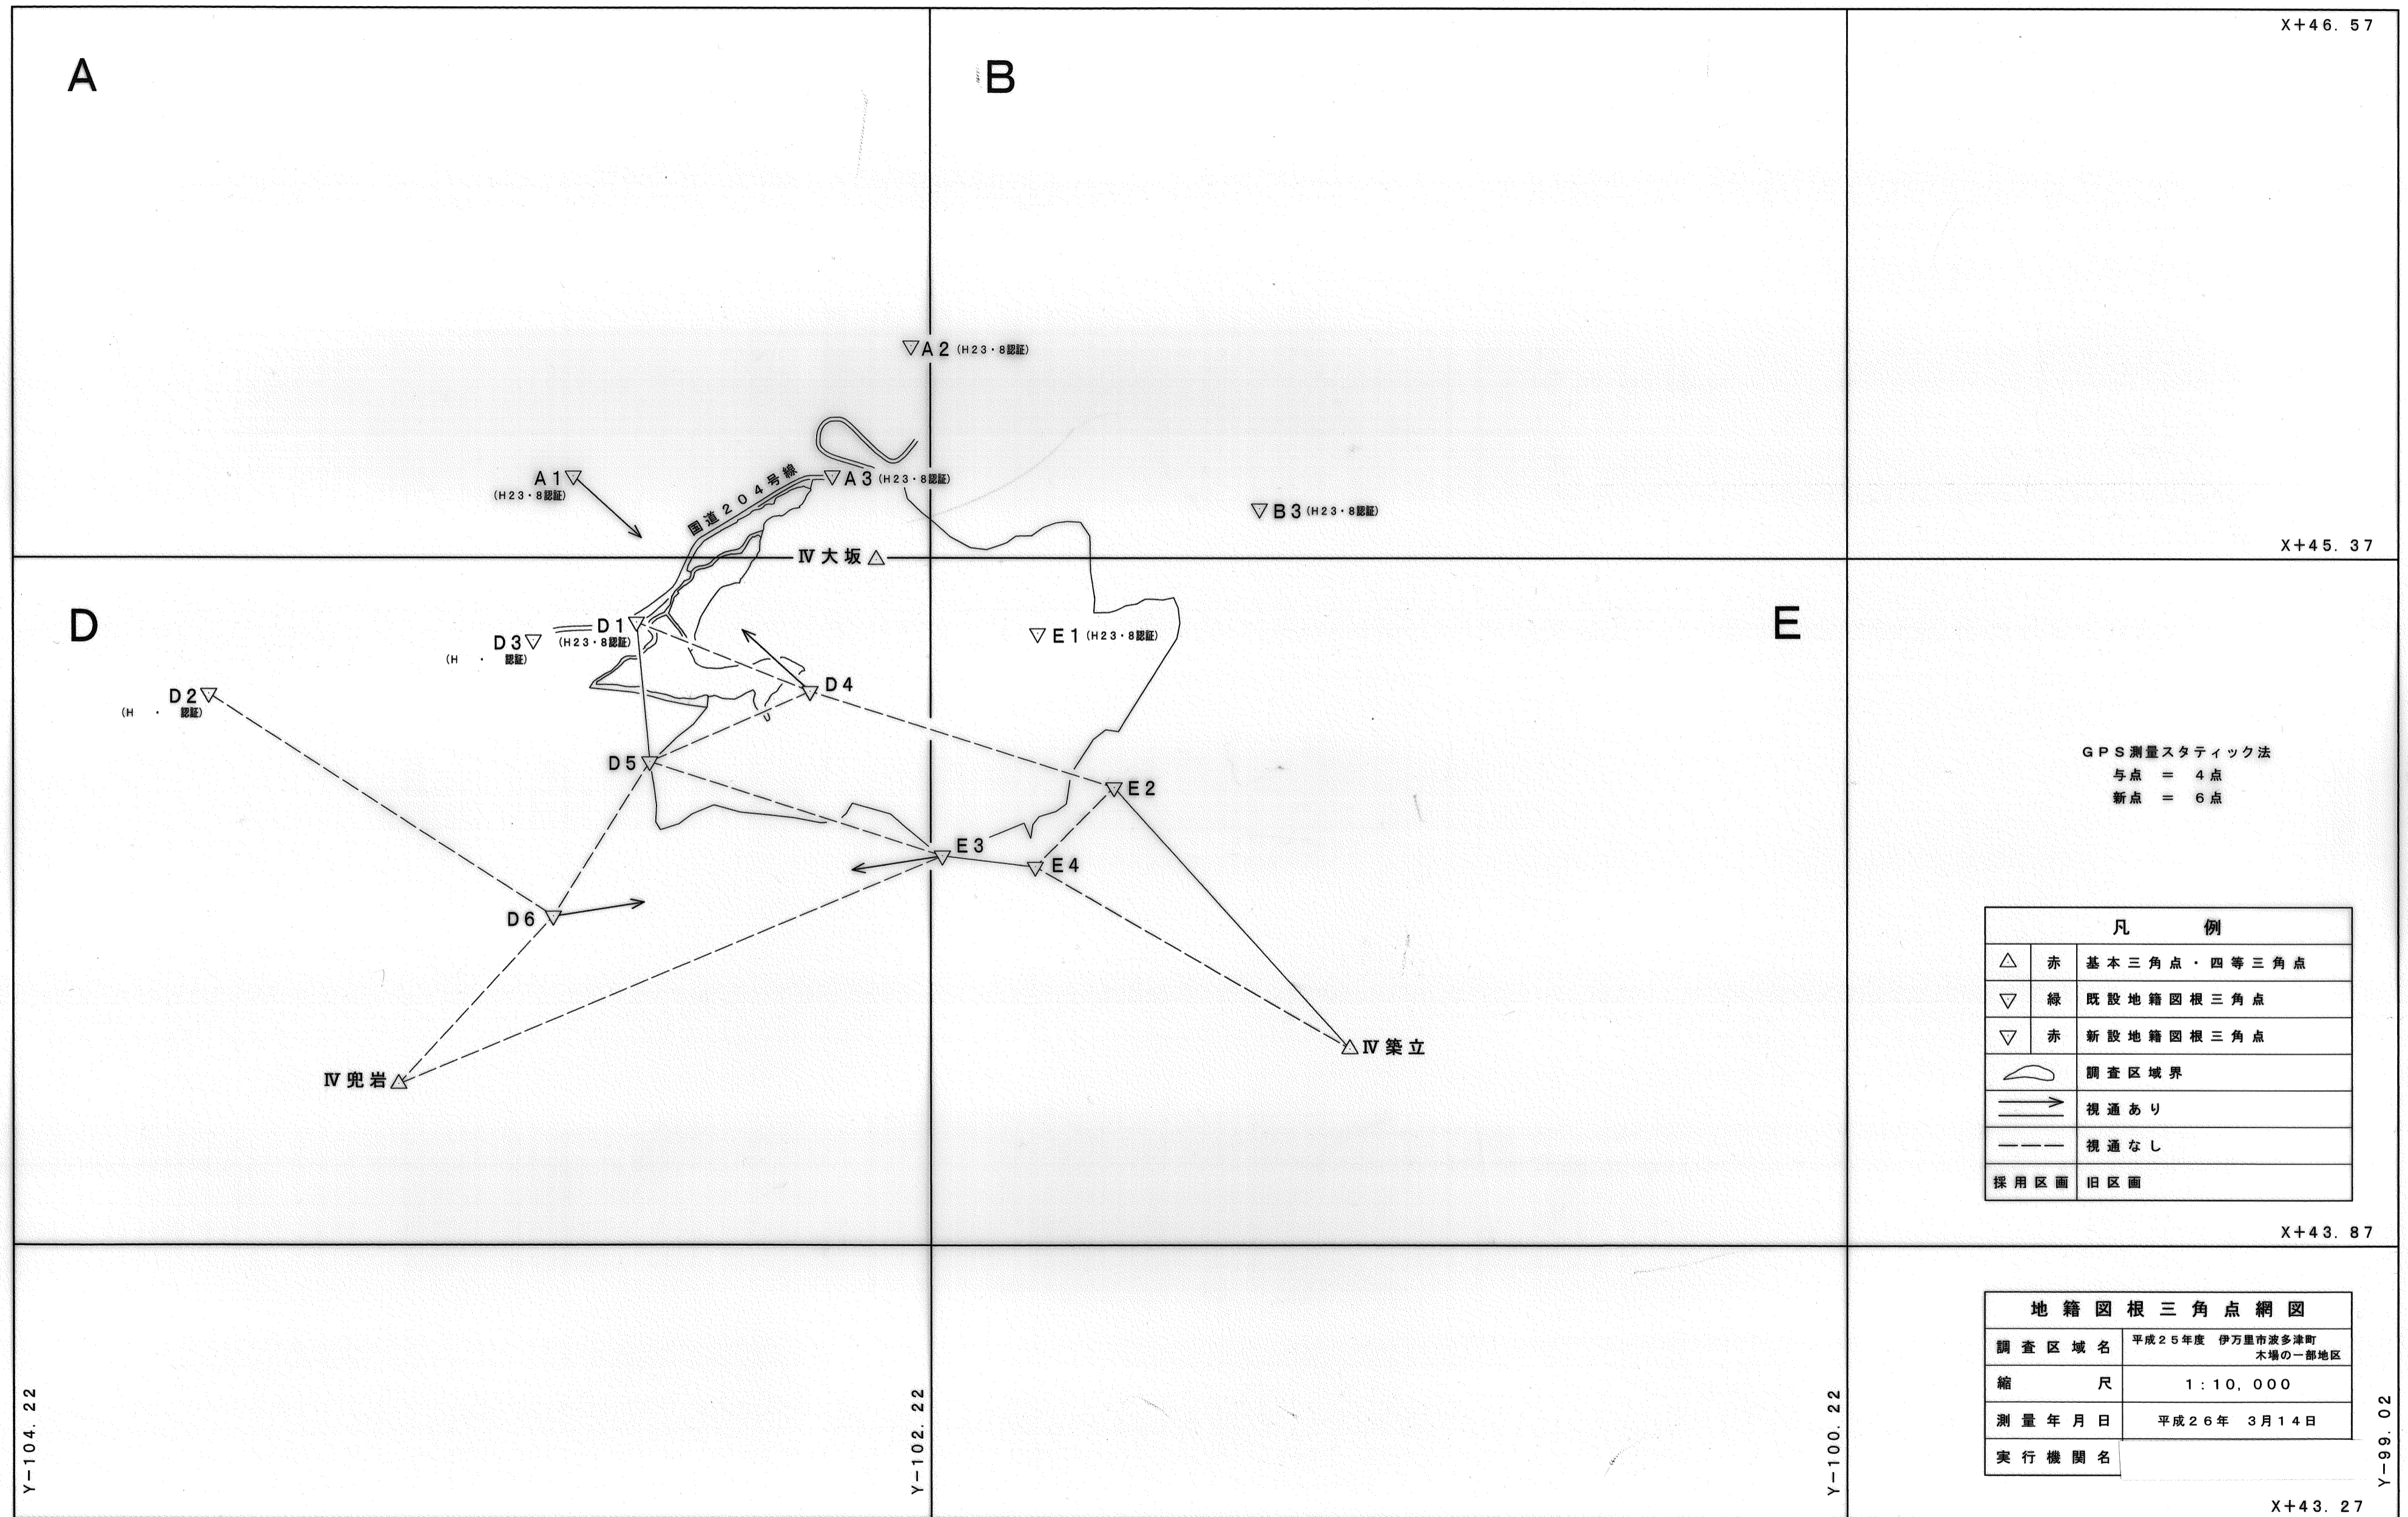 X+46.57
A
B
A2 (H23・8認証)
国道204号線
A1
(H23・8認証)
A3 (H23・8認証)
B3 (H23・8認証)
X+45.37
Ⅳ大坂
D
E
D1
(H23・8認証)
D3
(H ・ 認証)
E1 (H23・8認証)
D2
(H ・ 認証)
D4
D5
E2
E3
E4
D6
Ⅳ築立
Ⅳ兜岩
GPS測量スタティック法
与点 = 4点
新点 = 6点
凡例
赤 基本三角点・四等三角点
緑 既設地籍図根三角点
赤 新設地籍図根三角点
調査区域界
視通あり
視通なし
採用区画 旧区画
X+43.87
地籍図根三角点網図
調査区域名 平成25年度 伊万里市波多津町
木場の一部地区
縮尺 1:10,000
測量年月日 平成26年 3月14日
実行機関名
Y-104.22
Y-102.22
Y-100.22
Y-99.02
X+43.27